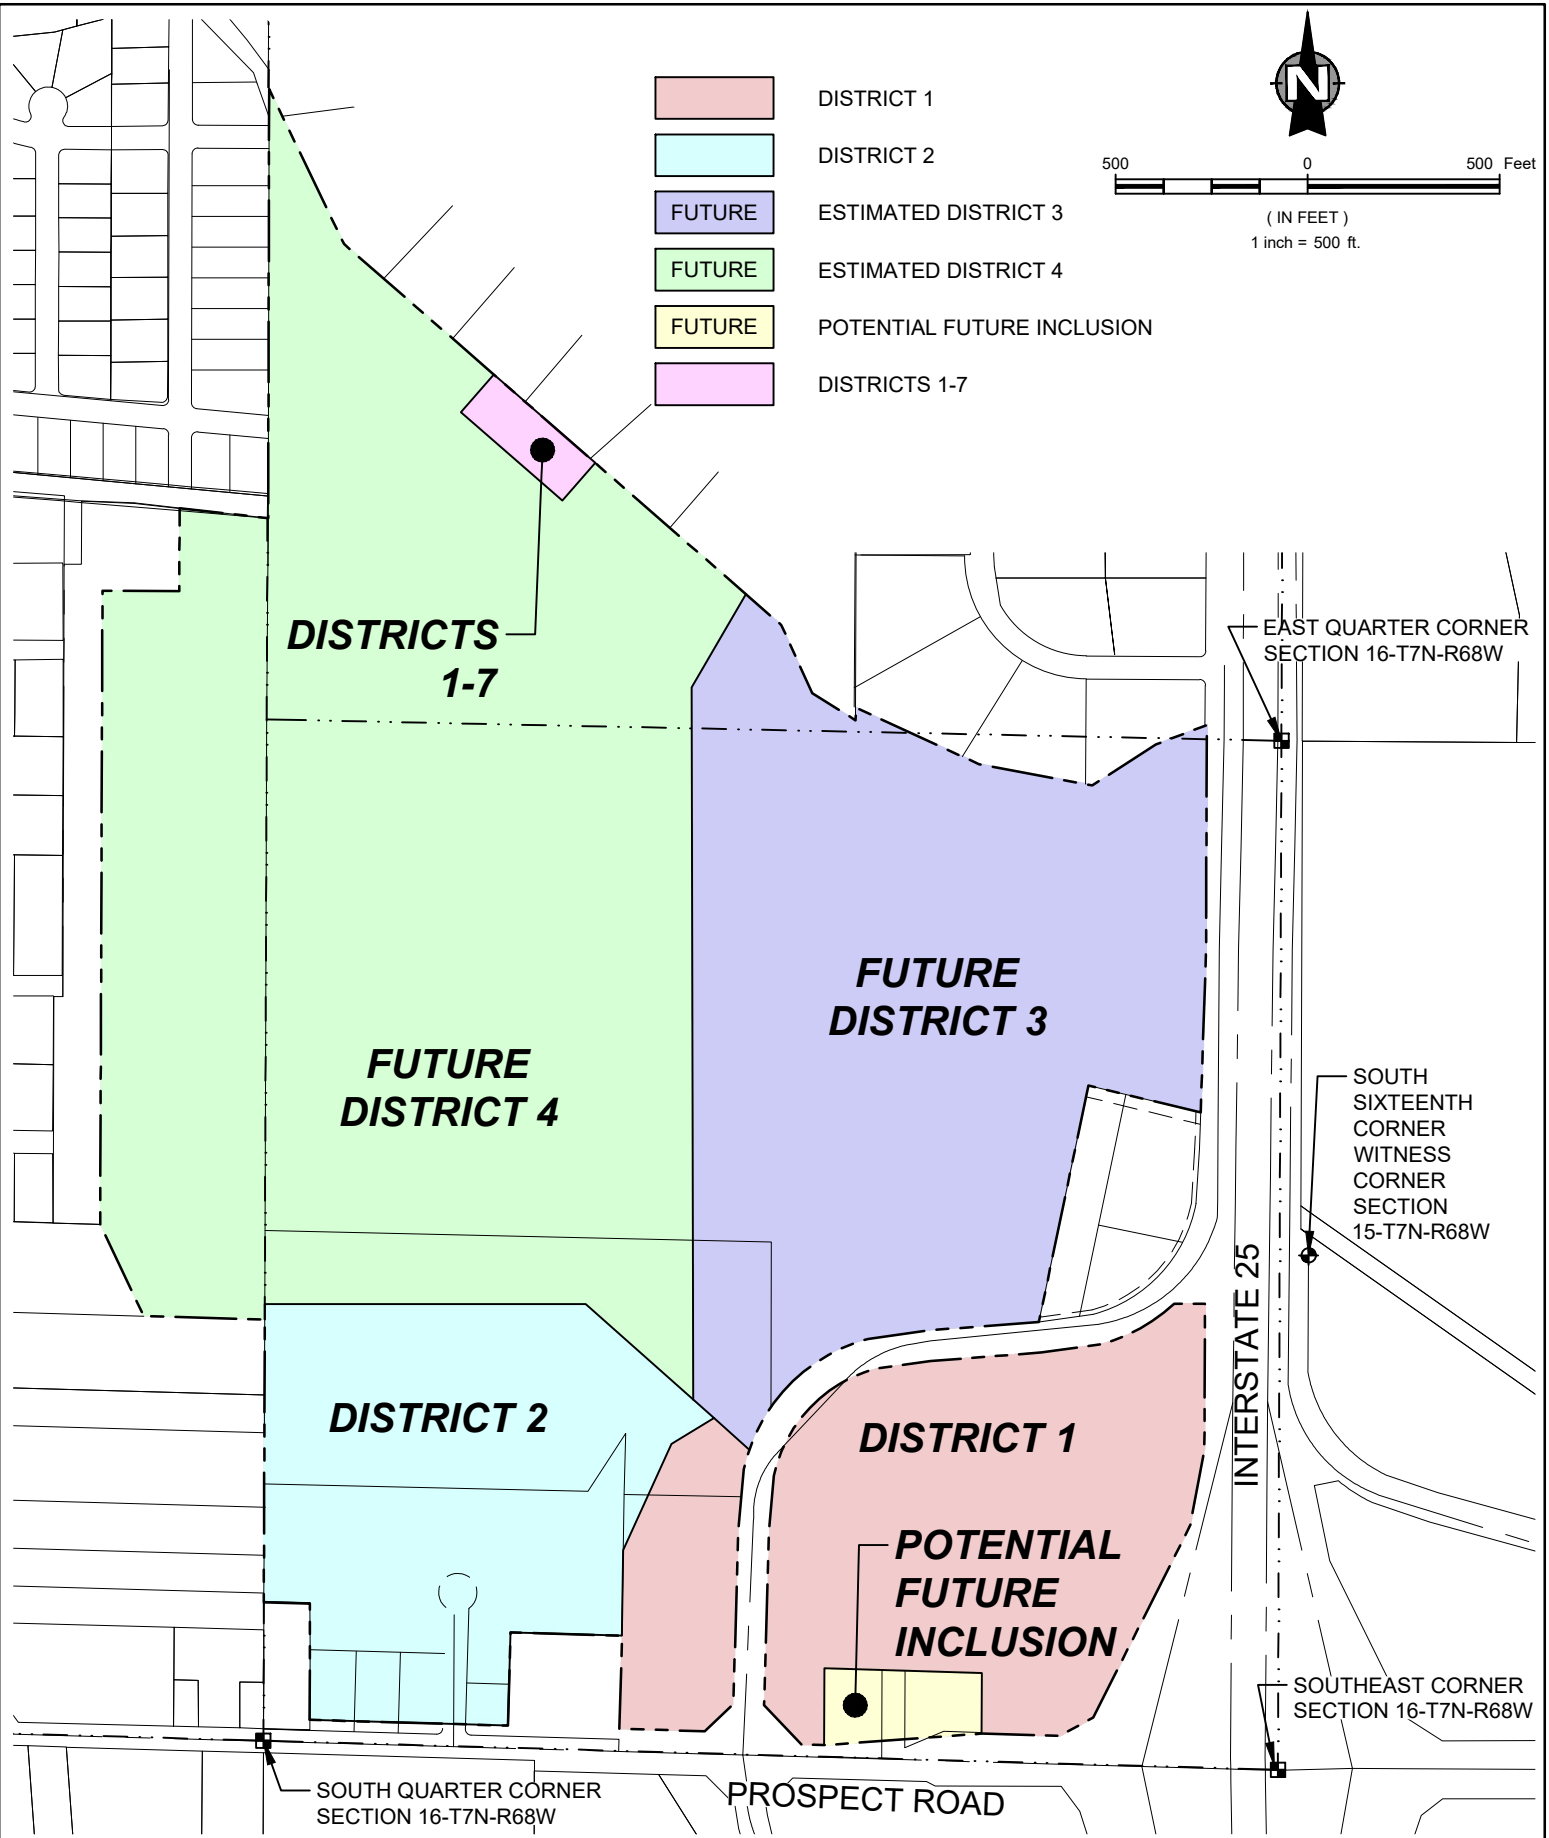 DISTRICT 1
DISTRICT 2
FUTURE
ESTIMATED DISTRICT 3
FUTURE
ESTIMATED DISTRICT 4
FUTURE
POTENTIAL FUTURE INCLUSION
DISTRICTS 1-7
N
500
0
500 Feet
( IN FEET )
1 inch = 500 ft.
DISTRICTS
1-7
EAST QUARTER CORNER
SECTION 16-T7N-R68W
FUTURE
DISTRICT 3
FUTURE
DISTRICT 4
SOUTH
SIXTEENTH
CORNER
WITNESS
CORNER
SECTION
15-T7N-R68W
INTERSTATE 25
DISTRICT 2
DISTRICT 1
POTENTIAL
FUTURE
INCLUSION
SOUTHEAST CORNER
SECTION 16-T7N-R68W
SOUTH QUARTER CORNER
SECTION 16-T7N-R68W
PROSPECT ROAD